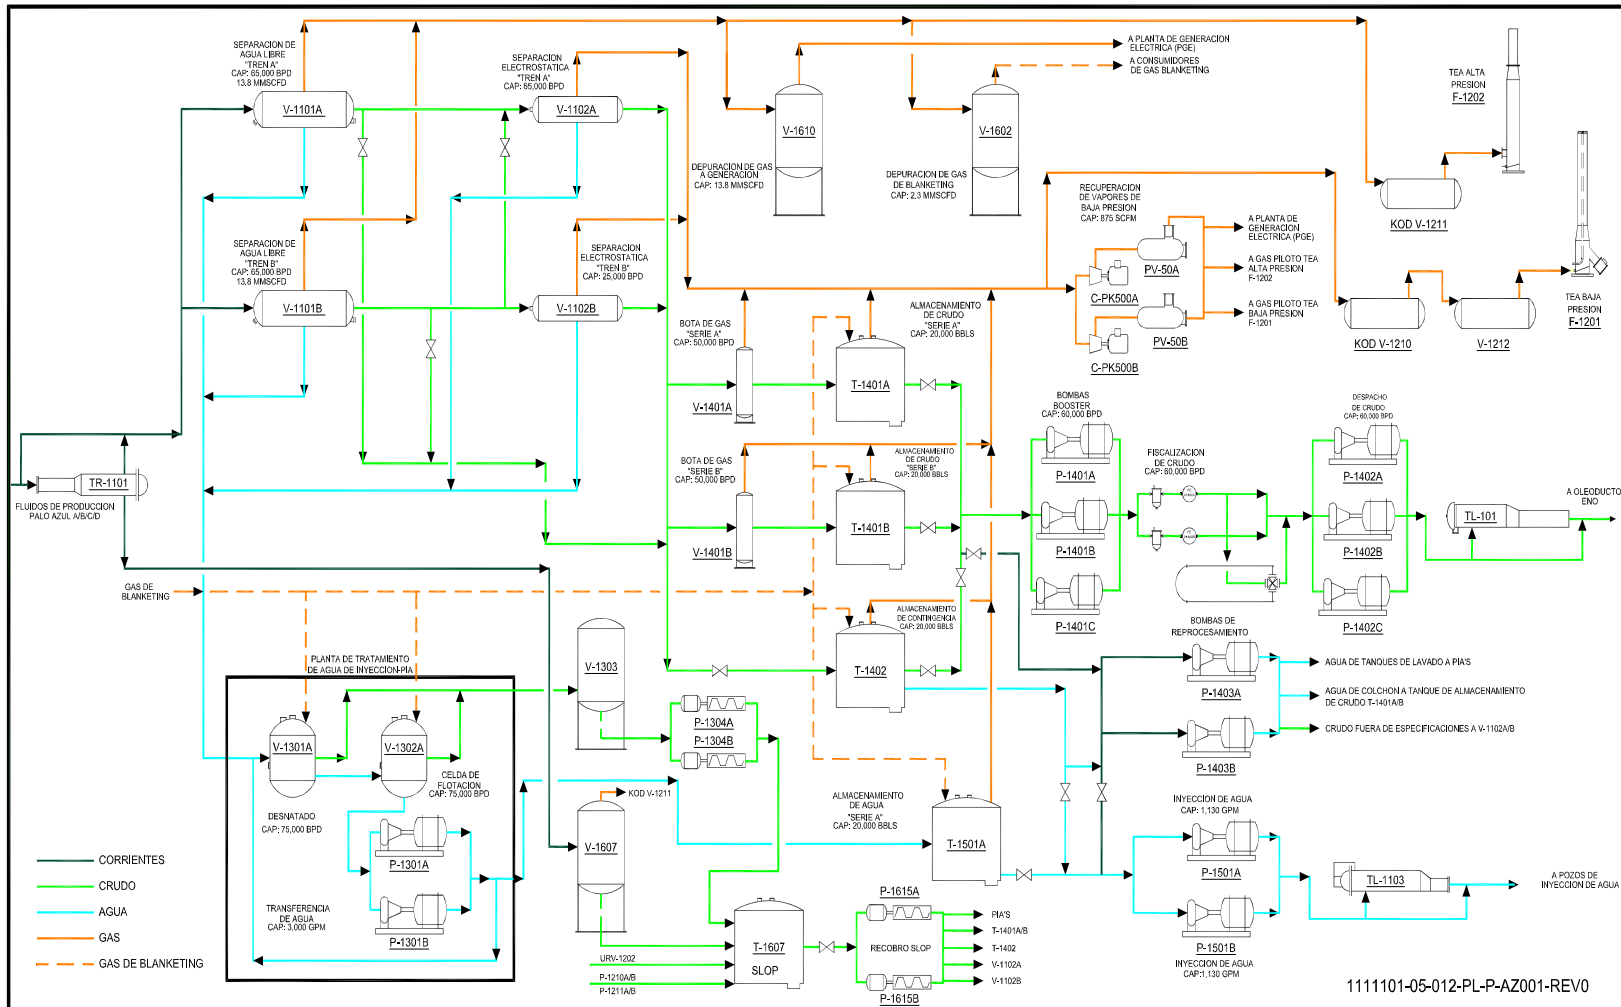 SEPARACION DE
AGUA LIBRE
"TREN A"
CAP: 65,000 BPD
13.8 MMSCFD
V-1101A
SEPARACION
ELECTROSTATICA
"TREN A"
CAP: 65,000 BPD
V-1102A
A PLANTA DE GENERACION
ELECTRICA (PGE)
A CONSUMIDORES
DE GAS BLANKETING
V-1610
DEPURACION DE GAS
A GENERACION
CAP: 13.8 MMSCFD
V-1602
DEPURACION DE GAS
DE BLANKETING
CAP: 2.3 MMSCFD
TEA ALTA
PRESION
F-1202
KOD V-1211
RECUPERACION
DE VAPORES DE
BAJA PRESION
CAP: 875 SCFM
PV-50A
C-PK500A
PV-50B
C-PK500B
A PLANTA DE
GENERACION
ELECTRICA (PGE)
A GAS PILOTO TEA
ALTA PRESION
F-1202
A GAS PILOTO TEA
BAJA PRESION
F-1201
KOD V-1210
V-1212
TEA BAJA
PRESION
F-1201
SEPARACION DE
AGUA LIBRE
"TREN B"
CAP: 65,000 BPD
13.8 MMSCFD
V-1101B
SEPARACION
ELECTROSTATICA
"TREN B"
CAP: 25,000 BPD
V-1102B
BOTA DE GAS
"SERIE A"
CAP: 50,000 BPD
V-1401A
ALMACENAMIENTO
DE CRUDO
"SERIE A"
CAP: 20,000 BBLS
T-1401A
BOTA DE GAS
"SERIE B"
CAP: 50,000 BPD
V-1401B
ALMACENAMIENTO
DE CRUDO
"SERIE B"
CAP: 20,000 BBLS
T-1401B
ALMACENAMIENTO
DE CONTINGENCIA
CAP: 20,000 BBLS
T-1402
BOMBAS
BOOSTER
CAP: 60,000 BPD
P-1401A
P-1401B
P-1401C
FISCALIZACION
DE CRUDO
CAP: 60,000 BPD
DESPACHO
DE CRUDO
CAP: 60,000 BPD
P-1402A
P-1402B
P-1402C
TL-101
A OLEODUCTO
ENO
TR-1101
FLUIDOS DE PRODUCCION
PALO AZUL A/B/C/D
GAS DE
BLANKETING
PLANTA DE TRATAMIENTO
DE AGUA DE INYECCION-PIA
V-1301A
V-1302A
DESNATADO
CAP: 75,000 BPD
CELDA DE
FLOTACION
CAP: 75,000 BPD
P-1301A
P-1301B
TRANSFERENCIA
DE AGUA
CAP: 3,000 GPM
V-1303
P-1304A
P-1304B
KOD V-1211
V-1607
ALMACENAMIENTO
DE AGUA
"SERIE A"
CAP: 20,000 BBLS
T-1501A
BOMBAS DE
REPROCESAMIENTO
P-1403A
P-1403B
AGUA DE TANQUES DE LAVADO A PIA'S
AGUA DE COLCHON A TANQUE DE ALMACENAMIENTO
DE CRUDO T-1401A/B
CRUDO FUERA DE ESPECIFICACIONES A V-1102A/B
INYECCION DE AGUA
CAP: 1,130 GPM
P-1501A
P-1501B
INYECCION DE AGUA
CAP:1,130 GPM
TL-1103
A POZOS DE
INYECCION DE AGUA
T-1607
SLOP
URV-1202
P-1210A/B
P-1211A/B
P-1615A
RECOBRO SLOP
P-1615B
PIA'S
T-1401A/B
T-1402
V-1102A
V-1102B
CORRIENTES
CRUDO
AGUA
GAS
GAS DE BLANKETING
1111101-05-012-PL-P-AZ001-REV0